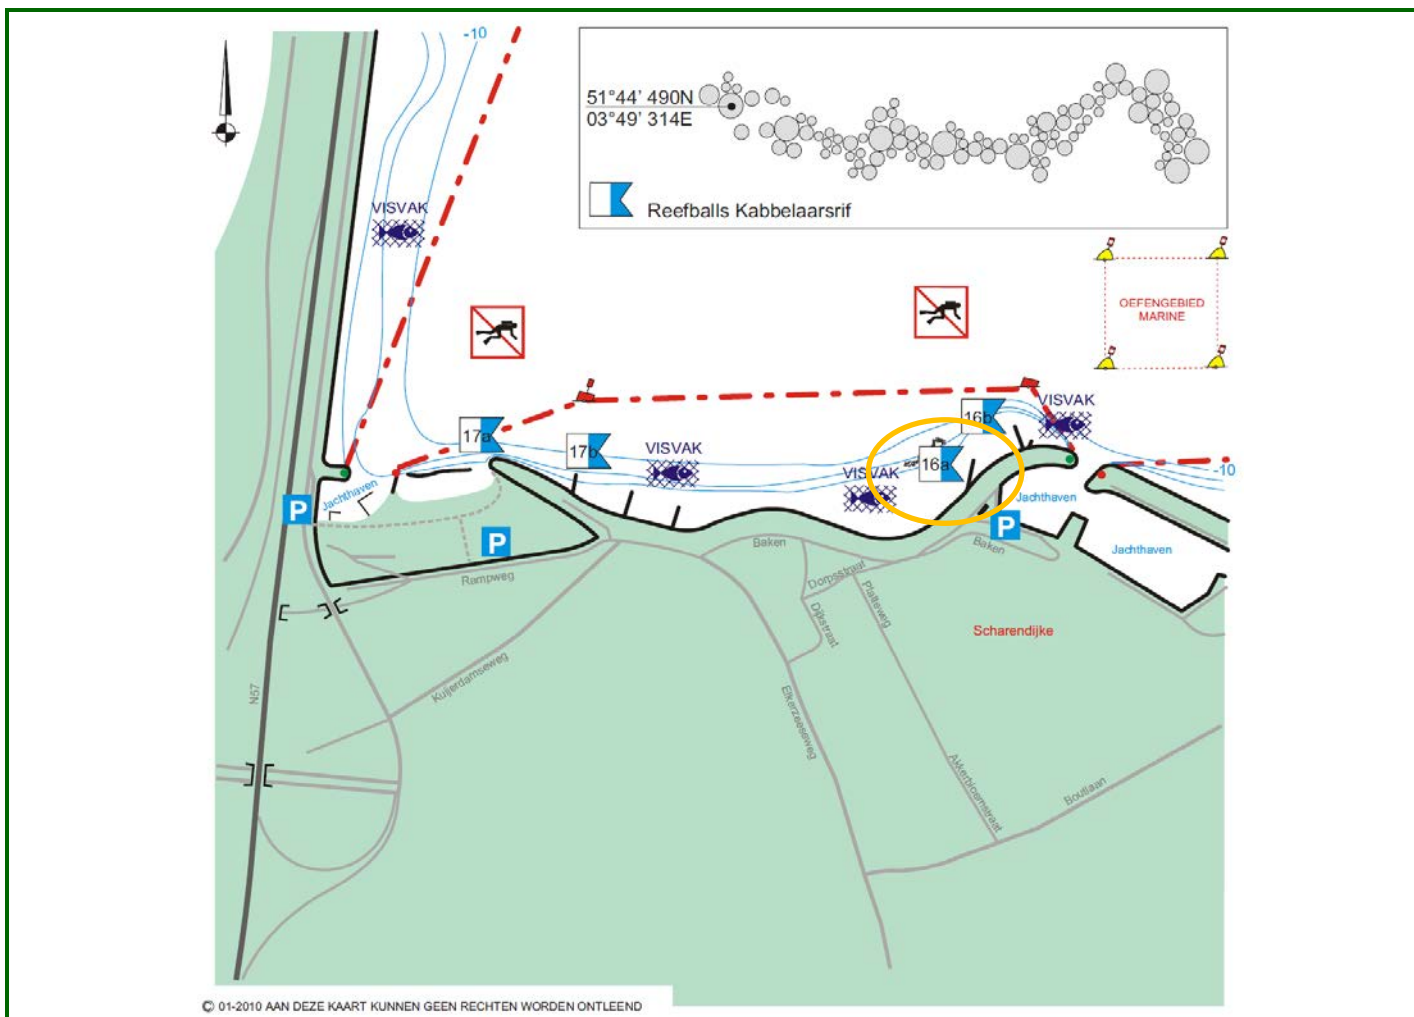 -10
51°44' 490N
03°49' 314E
Reefballs Kabbelaarsrif
VISVAK
OEFENGEBIED
MARINE
VISVAK
16b
17a
17b
VISVAK
16a
VISVAK
-10
Jachthaven
P
Jachthaven
P
P
Jachthaven
Baken
Baken
Rampweg
Dorpsstraat
Platteweg
Dijkstraat
Scharendijke
Kuijerdamseweg
N57
Elkerzeeseweg
Akkerbloemstraat
Boutlaan
© 01-2010 AAN DEZE KAART KUNNEN GEEN RECHTEN WORDEN ONTLEEND